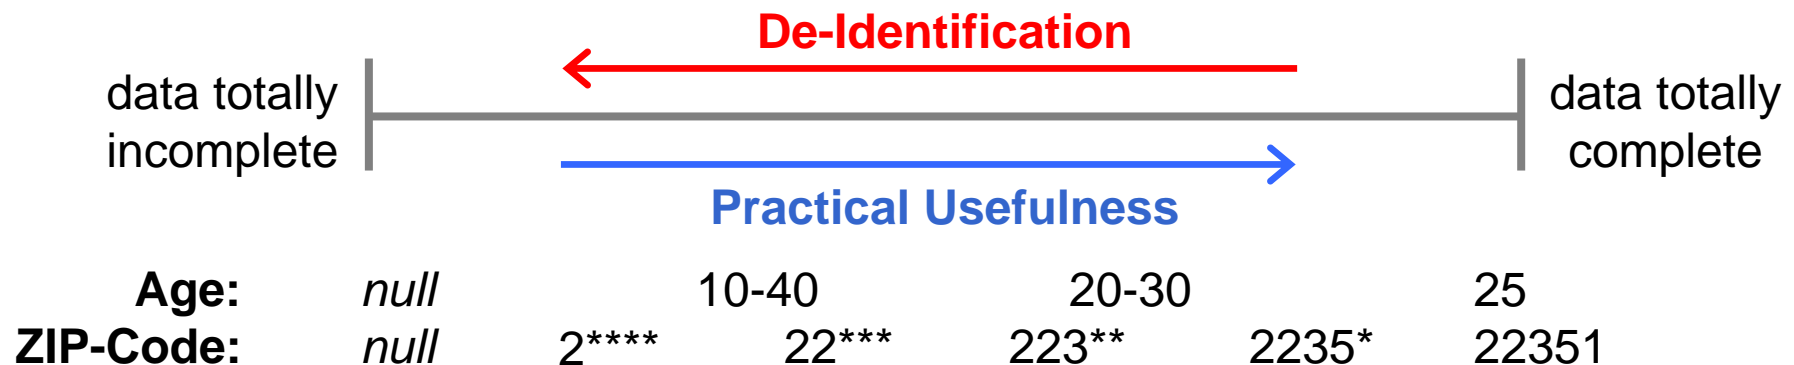 De-Identification
data totally
incomplete
data totally
complete
Practical Usefulness
Age: null 10-40 20-30 25
ZIP-Code: null 2**** 22*** 223** 2235* 22351